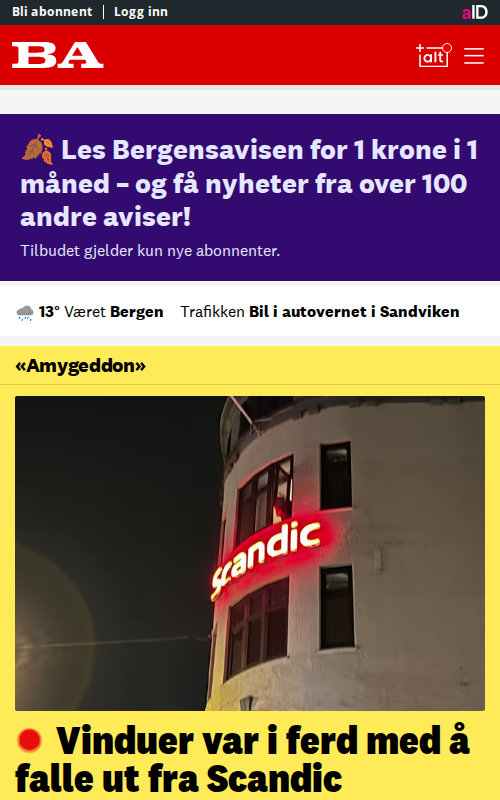 Bli abonnent | Logg inn aID
BA +alt
Les Bergensavisen for 1 krone i 1
måned – og få nyheter fra over 100
andre aviser!
Tilbudet gjelder kun nye abonnenter.
13° Været Bergen Trafikken Bil i autovernet i Sandviken
«Amygeddon»
Scandic
Vinduer var i ferd med å
falle ut fra Scandic